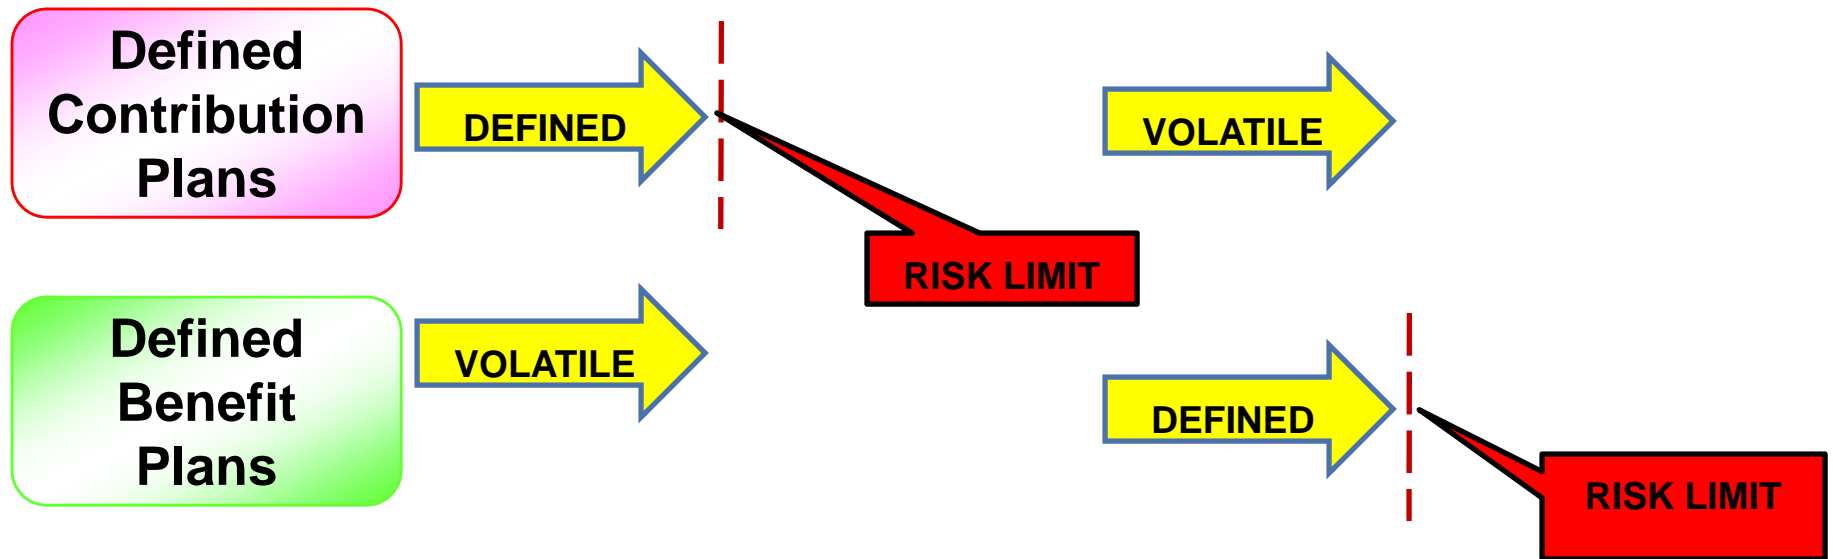 Defined
Contribution
Plans
DEFINED
VOLATILE
RISK LIMIT
Defined
Benefit
Plans
VOLATILE
DEFINED
RISK LIMIT